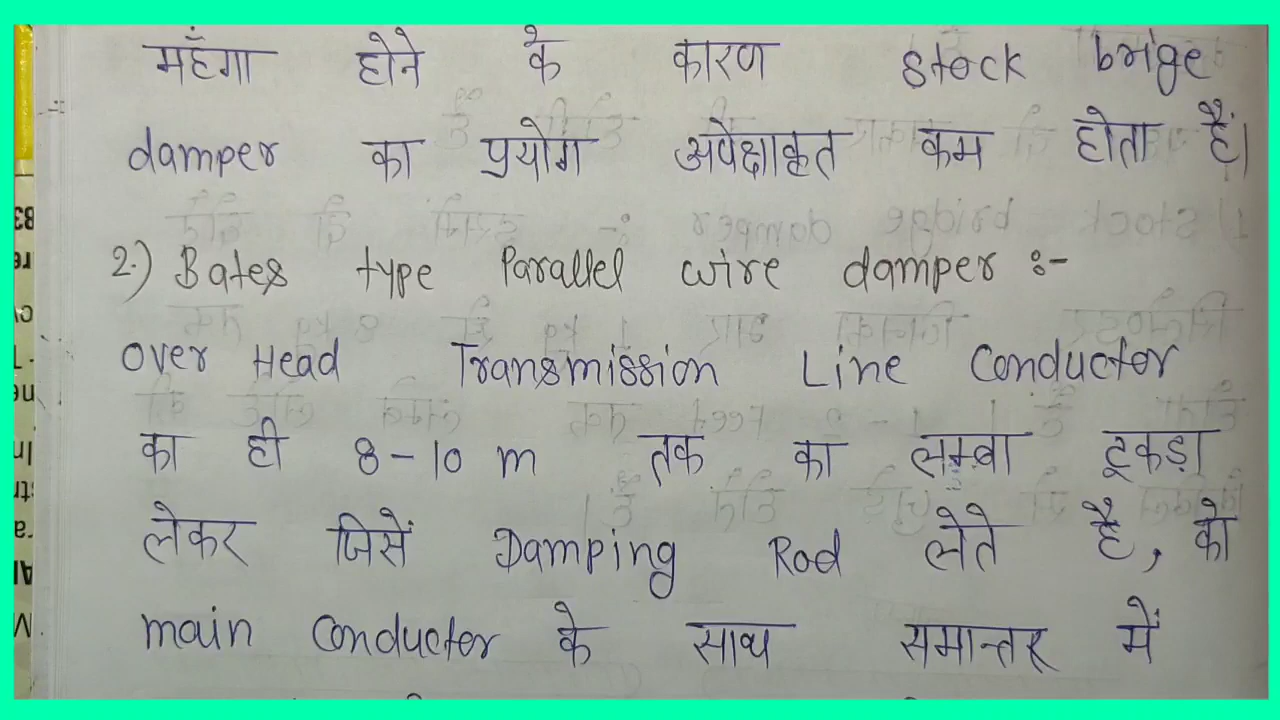 महँगा होने के कारण stock brige
damper का प्रयोग अपेक्षाकृत कम होता हैं।
2.) Bates type Parallel wire damper :-
Over Head Transmission Line Conductor
का ही 8-10 m तक का लम्बा टूकड़ा
लेकर जिसें Damping Rod लेते है, को
main conductor के साथ समान्तर में